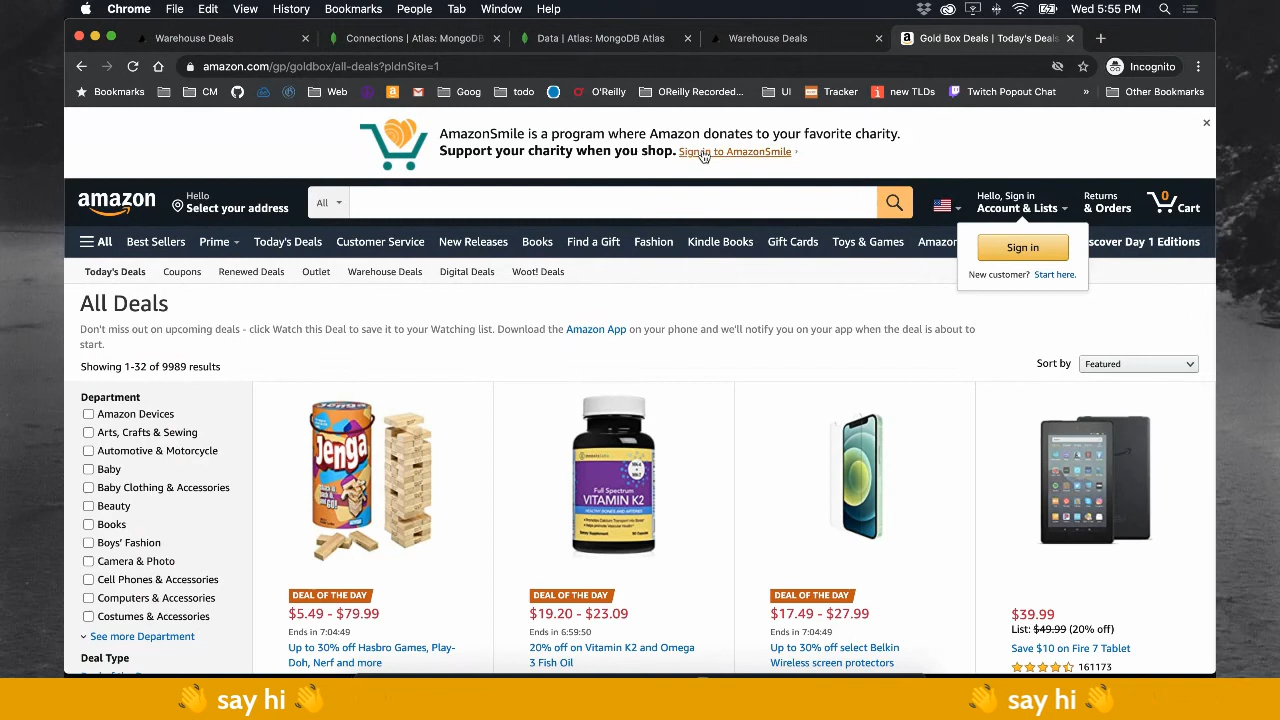 Chrome File Edit View History Bookmarks People Tab Window Help Wed 5:55 PM
Warehouse Deals Connections | Atlas: MongoDB Data | Atlas: MongoDB Atlas Warehouse Deals Gold Box Deals | Today's Deals
amazon.com/gp/goldbox/all-deals?pldnSite=1 Incognito
Bookmarks CM Web Goog todo O'Reilly OReilly Recorded... UI Tracker new TLDs Twitch Popout Chat » Other Bookmarks
AmazonSmile is a program where Amazon donates to your favorite charity.
Support your charity when you shop. Sign in to AmazonSmile ›
amazon Hello
Select your address All Hello, Sign in
Account & Lists Returns
& Orders 0 Cart
All Best Sellers Prime Today's Deals Customer Service New Releases Books Find a Gift Fashion Kindle Books Gift Cards Toys & Games Amazon scover Day 1 Editions
Sign in
New customer? Start here.
Today's Deals Coupons Renewed Deals Outlet Warehouse Deals Digital Deals Woot! Deals
All Deals
Don't miss out on upcoming deals - click Watch this Deal to save it to your Watching list. Download the Amazon App on your phone and we'll notify you on your app when the deal is about to
start.
Showing 1-32 of 9989 results
Sort by Featured
Department
Amazon Devices
Arts, Crafts & Sewing
Automotive & Motorcycle
Baby
Baby Clothing & Accessories
Beauty
Books
Boys' Fashion
Camera & Photo
Cell Phones & Accessories
Computers & Accessories
Costumes & Accessories
See more Department
Deal Type
Jenga
DEAL OF THE DAY
$5.49 - $79.99
Ends in 7:04:49
Up to 30% off Hasbro Games, Play-
Doh, Nerf and more
Full Spectrum
VITAMIN K2
DEAL OF THE DAY
$19.20 - $23.09
Ends in 6:59:50
20% off on Vitamin K2 and Omega
3 Fish Oil
DEAL OF THE DAY
$17.49 - $27.99
Ends in 7:04:49
Up to 30% off select Belkin
Wireless screen protectors
$39.99
List: $49.99 (20% off)
Save $10 on Fire 7 Tablet
161173
👋 say hi 👋 👋 say hi 👋